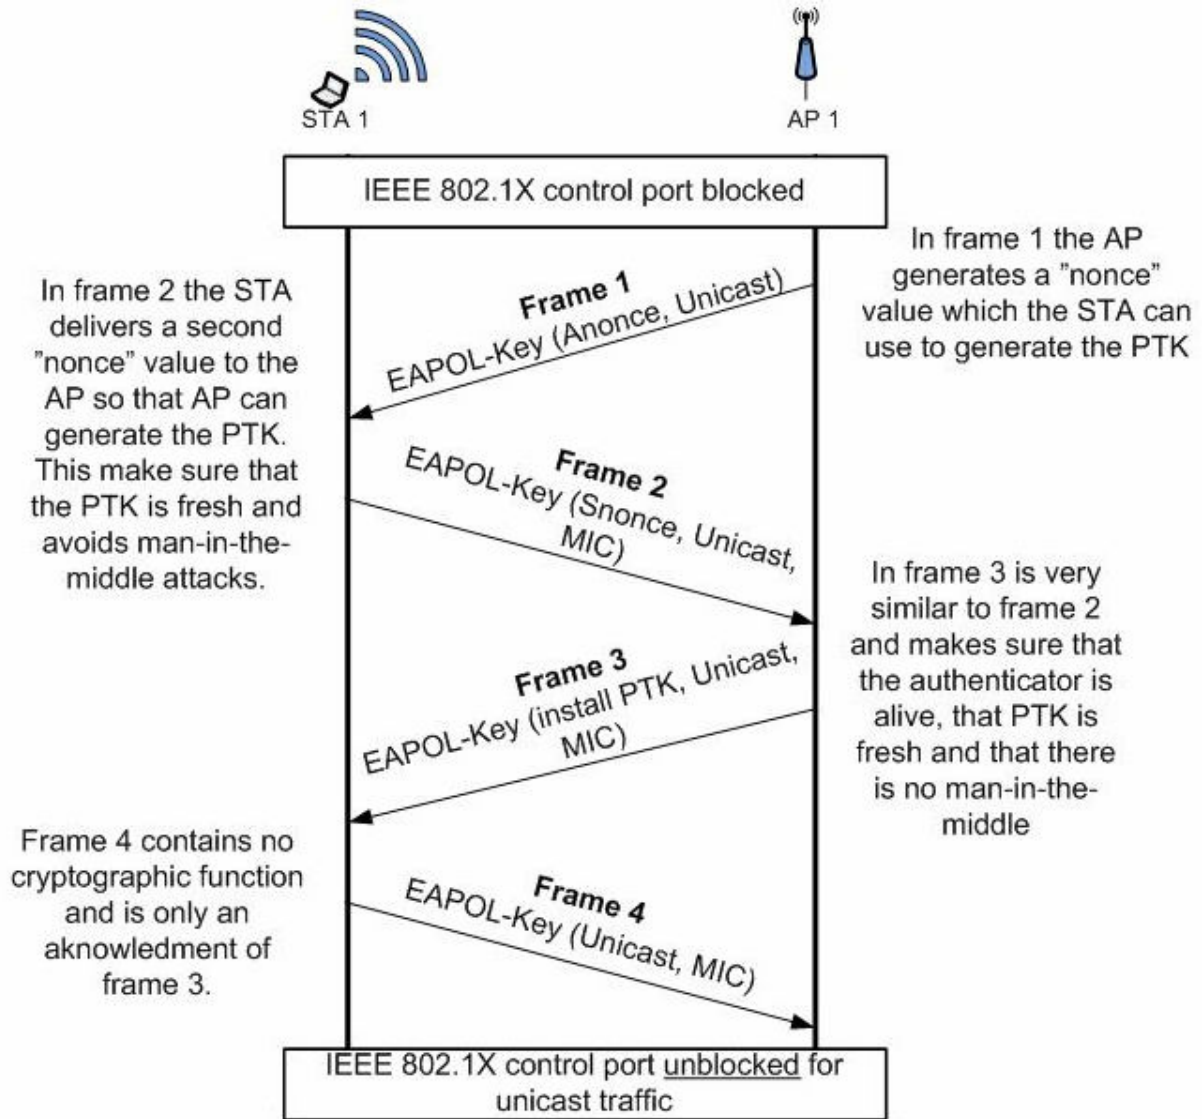 STA 1
AP 1
IEEE 802.1X control port blocked
In frame 1 the AP
generates a ”nonce”
value which the STA can
use to generate the PTK
Frame 1
EAPOL-Key (Anonce, Unicast)
In frame 2 the STA
delivers a second
”nonce” value to the
AP so that AP can
generate the PTK.
This make sure that
the PTK is fresh and
avoids man-in-the-
middle attacks.
Frame 2
EAPOL-Key (Snonce, Unicast,
MIC)
In frame 3 is very
similar to frame 2
and makes sure that
the authenticator is
alive, that PTK is
fresh and that there
is no man-in-the-
middle
Frame 3
EAPOL-Key (install PTK, Unicast,
MIC)
Frame 4 contains no
cryptographic function
and is only an
aknowledment of
frame 3.
Frame 4
EAPOL-Key (Unicast, MIC)
IEEE 802.1X control port unblocked for
unicast traffic